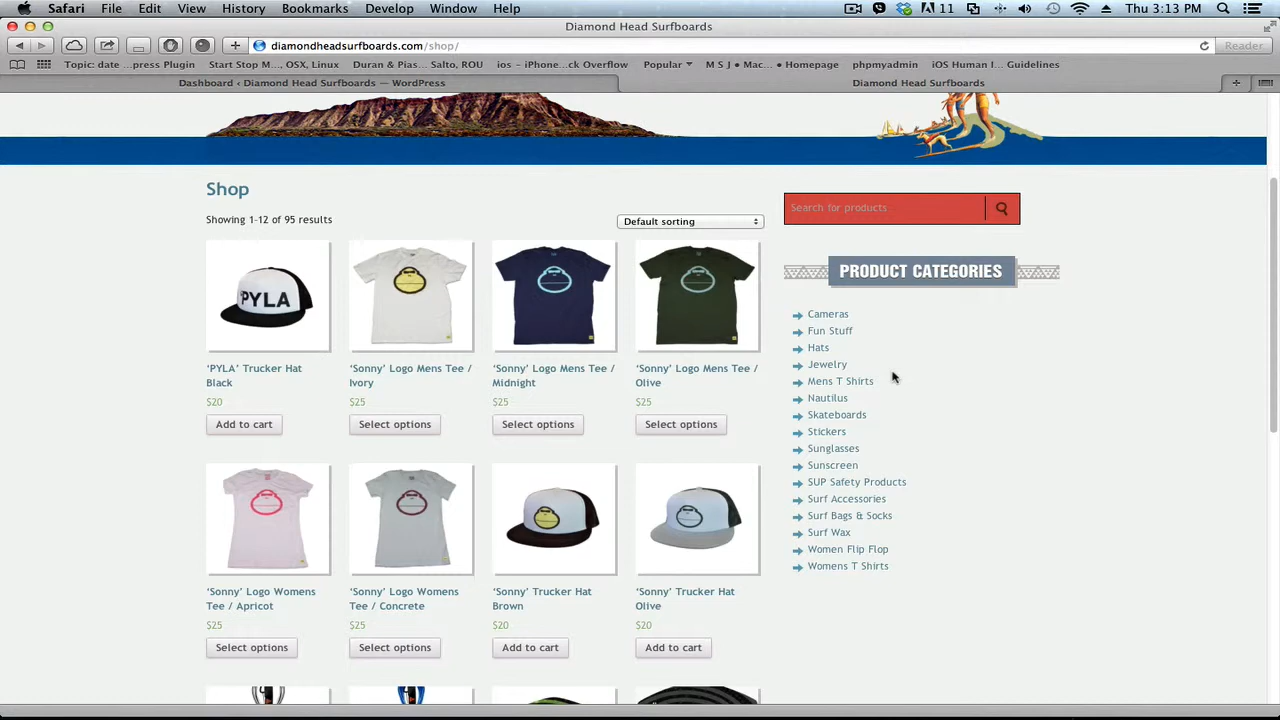 Safari File Edit View History Bookmarks Develop Window Help 11 Thu 3:13 PM
Diamond Head Surfboards
diamondheadsurfboards.com/shop/ Reader
Topic: date ...press Plugin Start Stop M..., OSX, Linux Duran & Pias... Salto, ROU ios - iPhone...ck Overflow Popular M S J ● Mac... ● Homepage phpmyadmin iOS Human I... Guidelines
Dashboard ‹ Diamond Head Surfboards — WordPress Diamond Head Surfboards
Shop
Showing 1–12 of 95 results
Default sorting
Search for products
PRODUCT CATEGORIES
Cameras
Fun Stuff
Hats
Jewelry
Mens T Shirts
Nautilus
Skateboards
Stickers
Sunglasses
Sunscreen
SUP Safety Products
Surf Accessories
Surf Bags & Socks
Surf Wax
Women Flip Flop
Womens T Shirts
PYLA
‘PYLA’ Trucker Hat
Black
$20
Add to cart
‘Sonny’ Logo Mens Tee /
Ivory
$25
Select options
‘Sonny’ Logo Mens Tee /
Midnight
$25
Select options
‘Sonny’ Logo Mens Tee /
Olive
$25
Select options
‘Sonny’ Logo Womens
Tee / Apricot
$25
Select options
‘Sonny’ Logo Womens
Tee / Concrete
$25
Select options
‘Sonny’ Trucker Hat
Brown
$20
Add to cart
‘Sonny’ Trucker Hat
Olive
$20
Add to cart